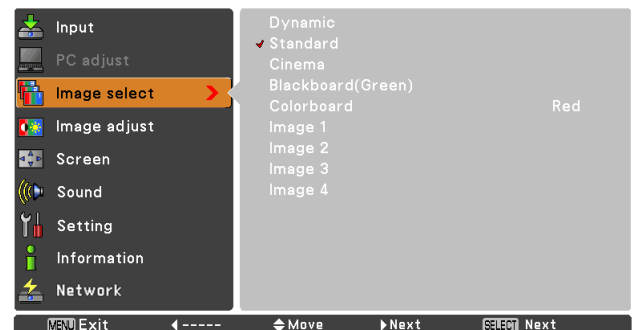 Input
PC adjust
Image select
Image adjust
Screen
Sound
Setting
Information
Network
Dynamic
Standard
Cinema
Blackboard(Green)
Colorboard Red
Image 1
Image 2
Image 3
Image 4
MENU Exit ◀ ----- Move Next SELECT Next